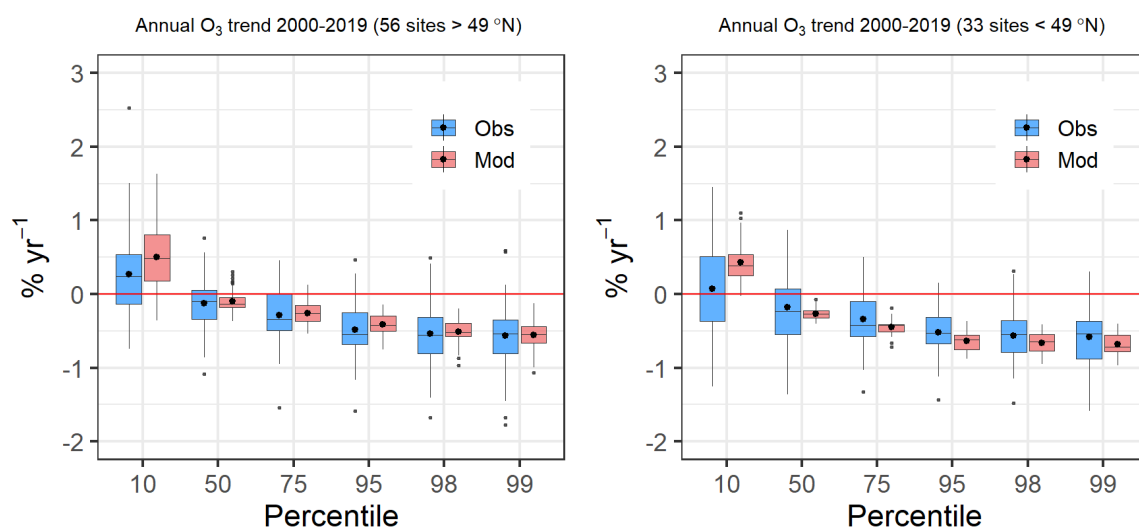 Annual O₃ trend 2000-2019 (56 sites > 49 °N)
3
2
1
0
-1
-2
% yr⁻¹
Obs
Mod
10 50 75 95 98 99
Percentile
Annual O₃ trend 2000-2019 (33 sites < 49 °N)
3
2
1
0
-1
-2
% yr⁻¹
Obs
Mod
10 50 75 95 98 99
Percentile